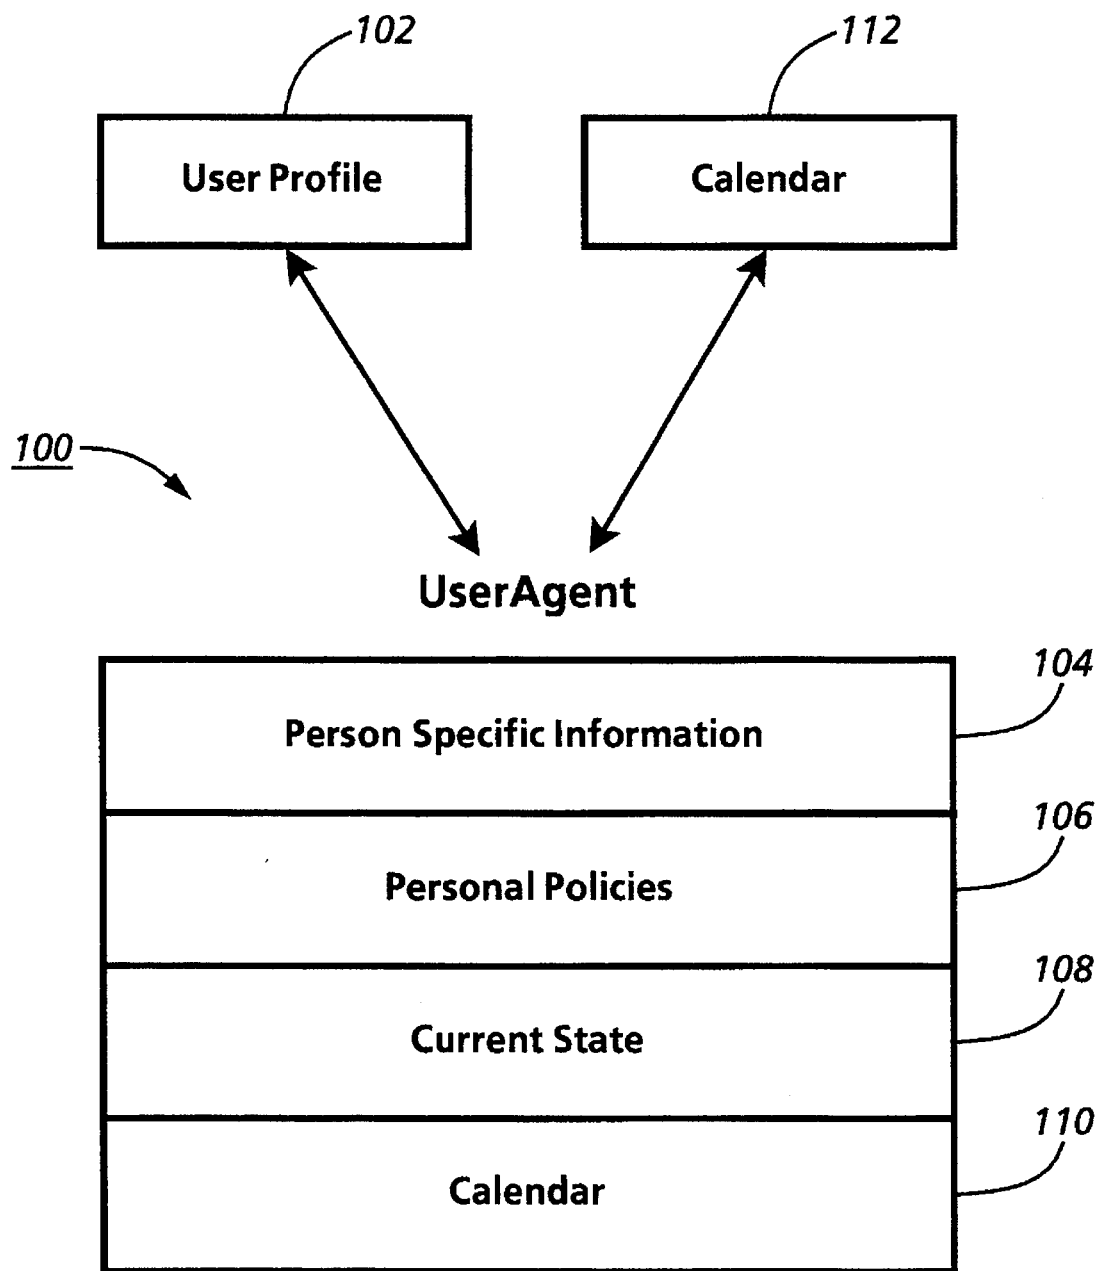 102
112
User Profile
Calendar
100
UserAgent
104
Person Specific Information
106
Personal Policies
108
Current State
110
Calendar